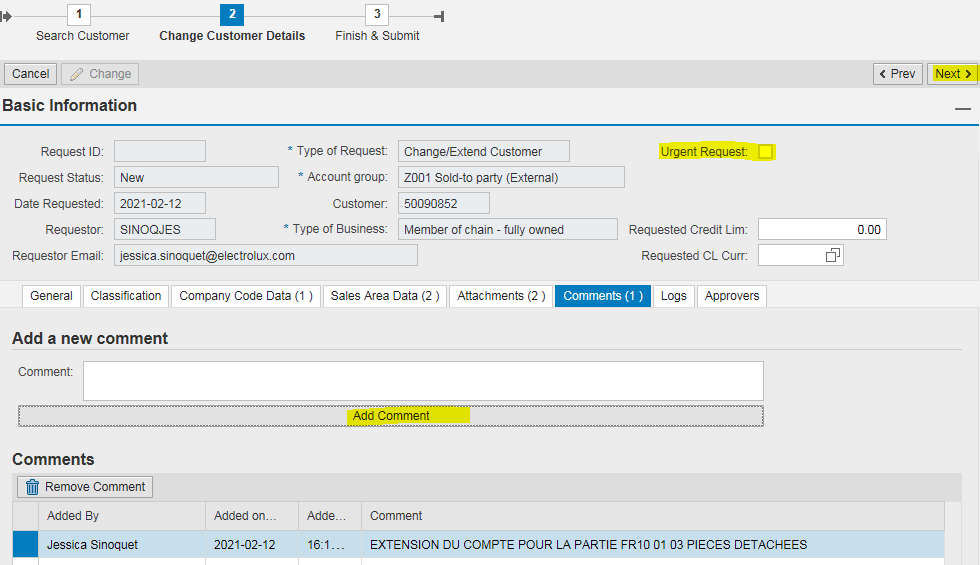 1 2 3
Search Customer Change Customer Details Finish & Submit
Cancel Change Prev Next
Basic Information
Request ID: * Type of Request: Change/Extend Customer Urgent Request:
Request Status: New * Account group: Z001 Sold-to party (External)
Date Requested: 2021-02-12 Customer: 50090852
Requestor: SINOQJES * Type of Business: Member of chain - fully owned Requested Credit Lim: 0.00
Requestor Email: jessica.sinoquet@electrolux.com Requested CL Curr:
General Classification Company Code Data (1 ) Sales Area Data (2 ) Attachments (2 ) Comments (1 ) Logs Approvers
Add a new comment
Comment:
Add Comment
Comments
Remove Comment
Added By Added on... Adde... Comment
Jessica Sinoquet 2021-02-12 16:1... EXTENSION DU COMPTE POUR LA PARTIE FR10 01 03 PIECES DETACHEES